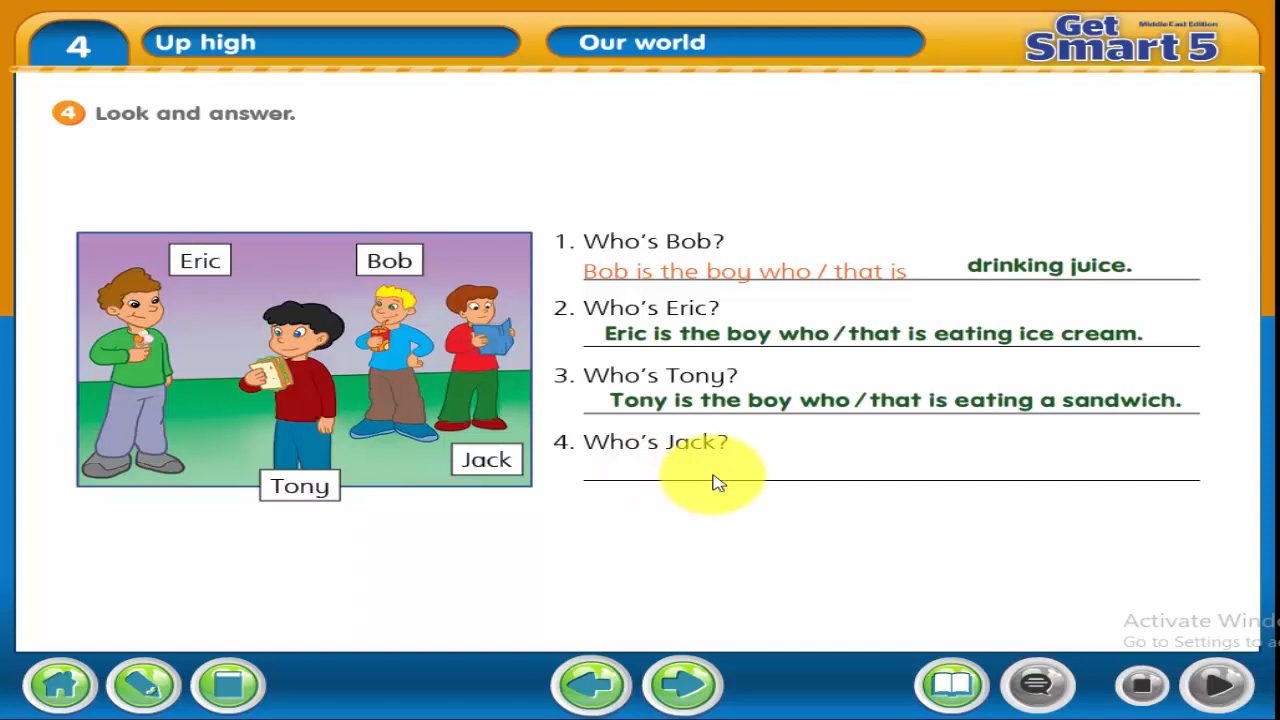 4
Up high
Our world
Get Smart 5
Middle East Edition
4 Look and answer.
Eric
Bob
Jack
Tony
1. Who's Bob?
Bob is the boy who / that is drinking juice.
2. Who's Eric?
Eric is the boy who / that is eating ice cream.
3. Who's Tony?
Tony is the boy who / that is eating a sandwich.
4. Who's Jack?
Activate Windo
Go to Settings to a